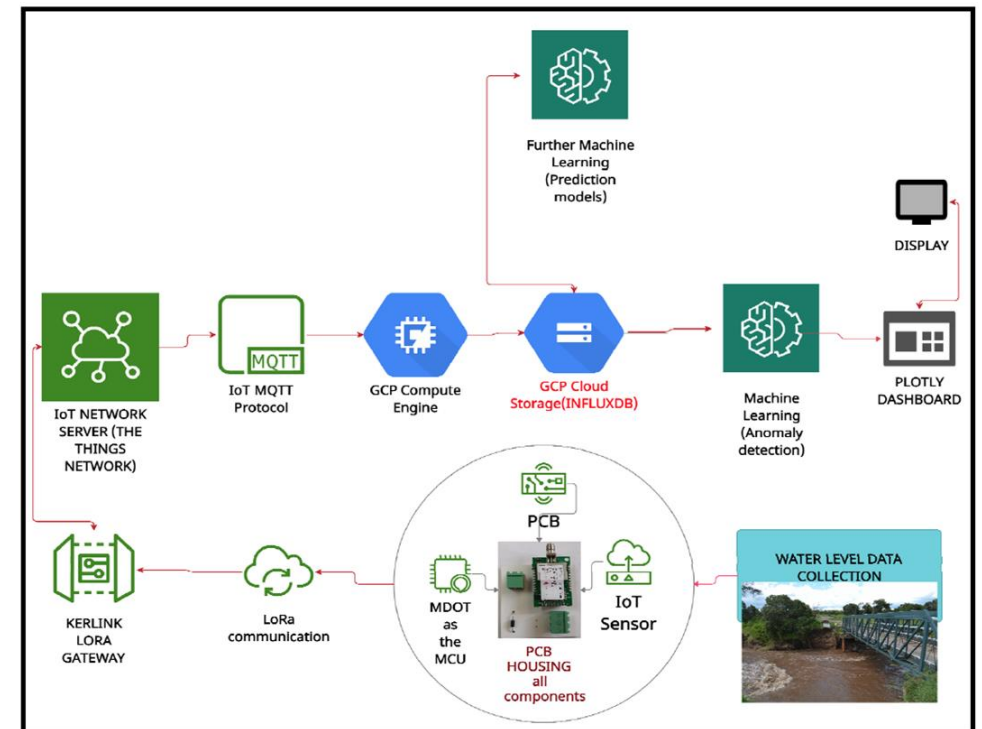 Further Machine
Learning
(Prediction
models)
DISPLAY
MQTT
IoT NETWORK
SERVER (THE
THINGS
NETWORK)
IoT MQTT
Protocol
GCP Compute
Engine
GCP Cloud
Storage(INFLUXDB)
Machine
Learning
(Anomaly
detection)
PLOTLY
DASHBOARD
KERLINK
LORA
GATEWAY
LoRa
communication
PCB
MDOT
as
the
MCU
IoT
Sensor
PCB
HOUSING
all
components
WATER LEVEL DATA
COLLECTION